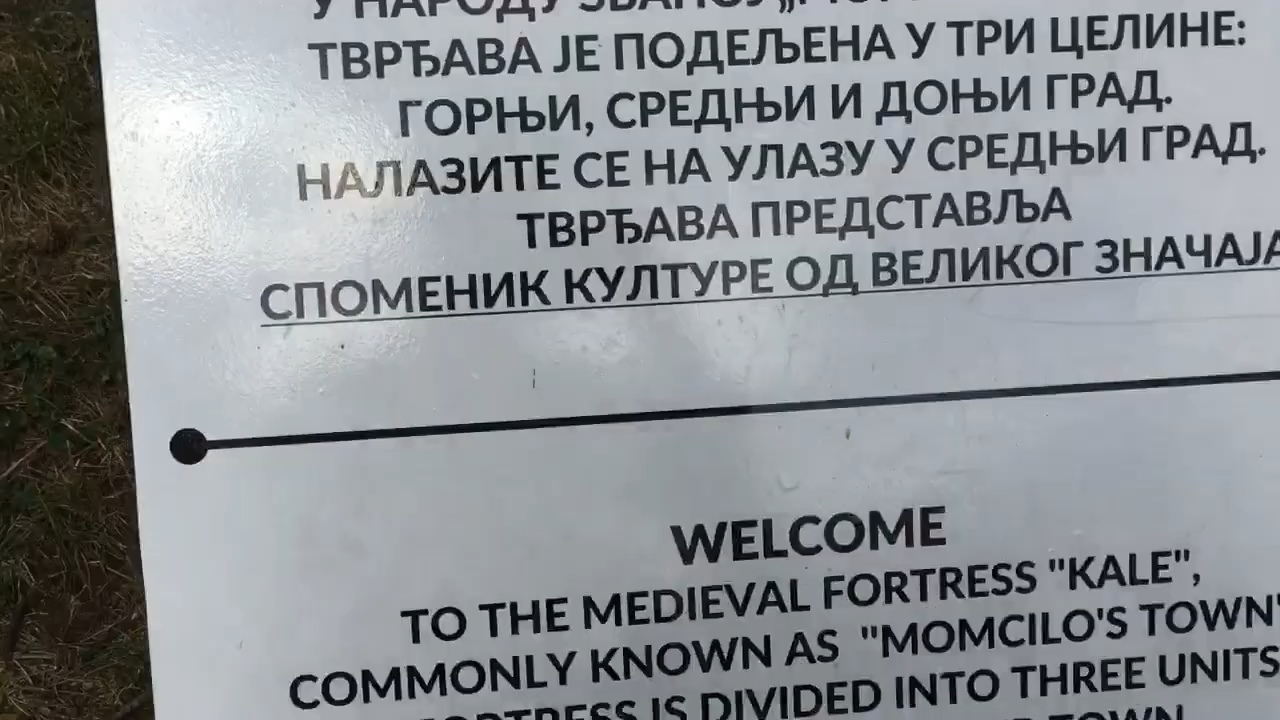 У НАРОДУ ЗВАНОЈ
ТВРЂАВА ЈЕ ПОДЕЉЕНА У ТРИ ЦЕЛИНЕ:
ГОРЊИ, СРЕДЊИ И ДОЊИ ГРАД.
НАЛАЗИТЕ СЕ НА УЛАЗУ У СРЕДЊИ ГРАД.
ТВРЂАВА ПРЕДСТАВЉА
СПОМЕНИК КУЛТУРЕ ОД ВЕЛИКОГ ЗНАЧАЈА
WELCOME
TO THE MEDIEVAL FORTRESS "KALE",
COMMONLY KNOWN AS "MOMCILO'S TOWN"
FORTRESS IS DIVIDED INTO THREE UNITS
TOWN